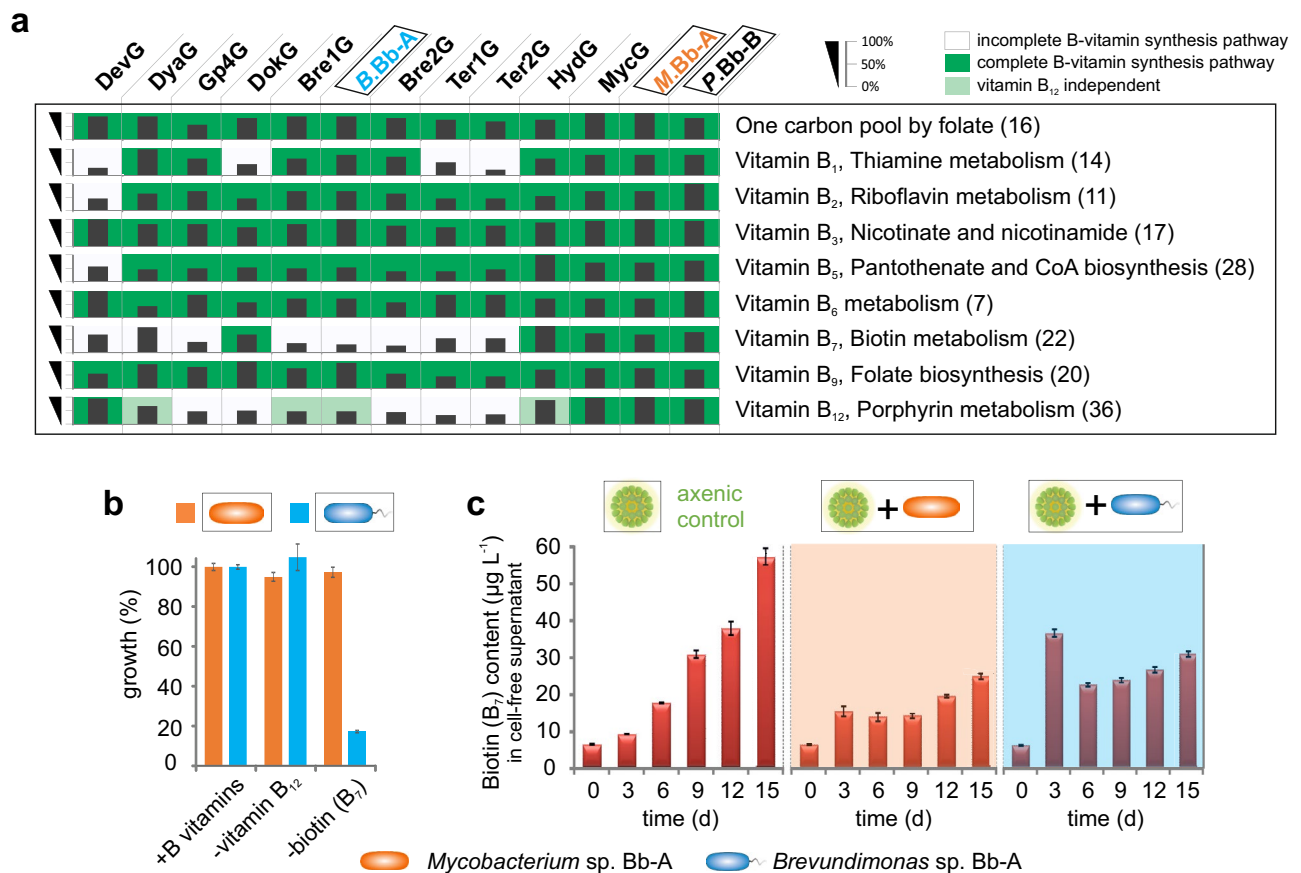 a
DevG
DyaG
Gp4G
DokG
Bre1G
B.Bb-A
Bre2G
Ter1G
Ter2G
HydG
MycG
M.Bb-A
P.Bb-B
100%
50%
0%
incomplete B-vitamin synthesis pathway
complete B-vitamin synthesis pathway
vitamin B₁₂ independent
One carbon pool by folate (16)
Vitamin B₁, Thiamine metabolism (14)
Vitamin B₂, Riboflavin metabolism (11)
Vitamin B₃, Nicotinate and nicotinamide (17)
Vitamin B₅, Pantothenate and CoA biosynthesis (28)
Vitamin B₆ metabolism (7)
Vitamin B₇, Biotin metabolism (22)
Vitamin B₉, Folate biosynthesis (20)
Vitamin B₁₂, Porphyrin metabolism (36)
b
growth (%)
100
80
60
40
20
0
+B vitamins
-vitamin B₁₂
-biotin (B₇)
c
axenic
control
+
+
Biotin (B₇) content (µg L⁻¹)
in cell-free supernatant
60
50
40
30
20
10
0
0 3 6 9 12 15
time (d)
0 3 6 9 12 15
time (d)
0 3 6 9 12 15
time (d)
Mycobacterium sp. Bb-A
Brevundimonas sp. Bb-A